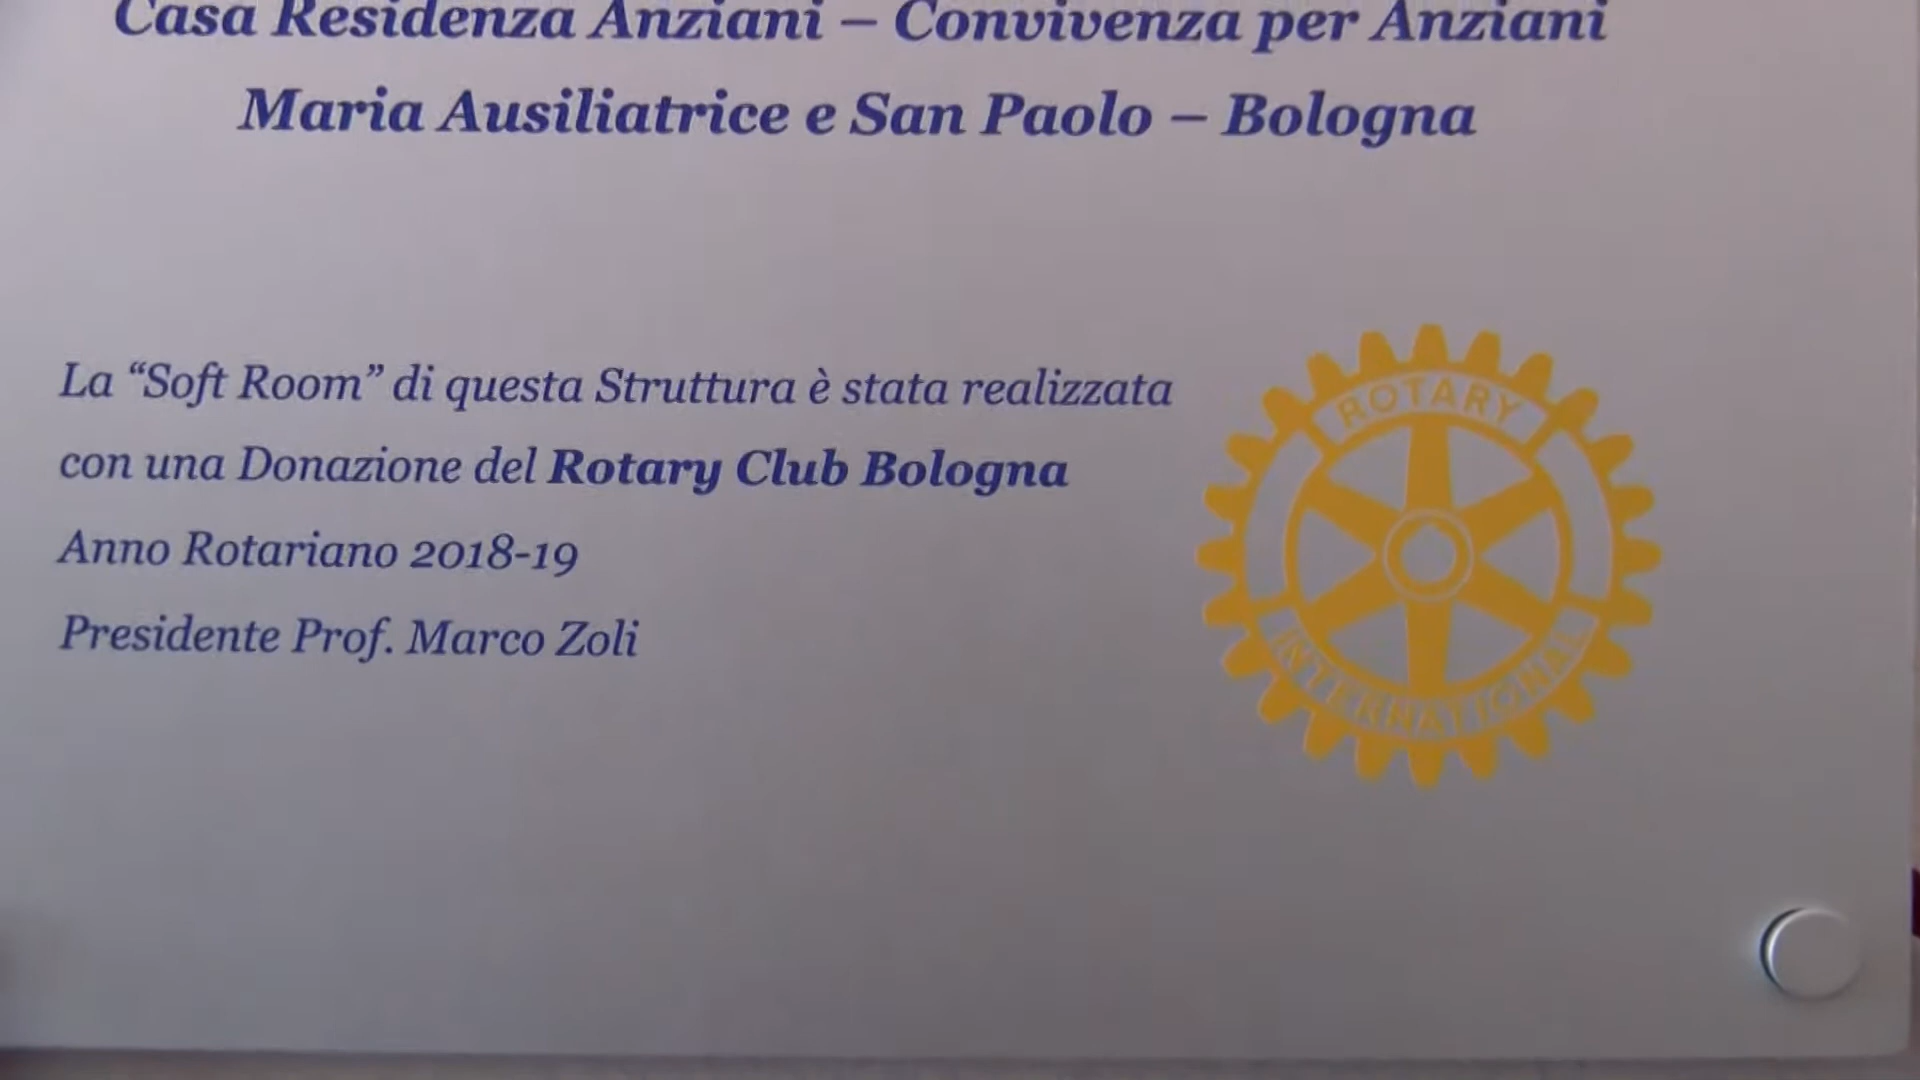 Casa Residenza Anziani – Convivenza per Anziani
Maria Ausiliatrice e San Paolo – Bologna
La “Soft Room” di questa Struttura è stata realizzata
con una Donazione del Rotary Club Bologna
Anno Rotariano 2018-19
Presidente Prof. Marco Zoli
ROTARY
INTERNATIONAL